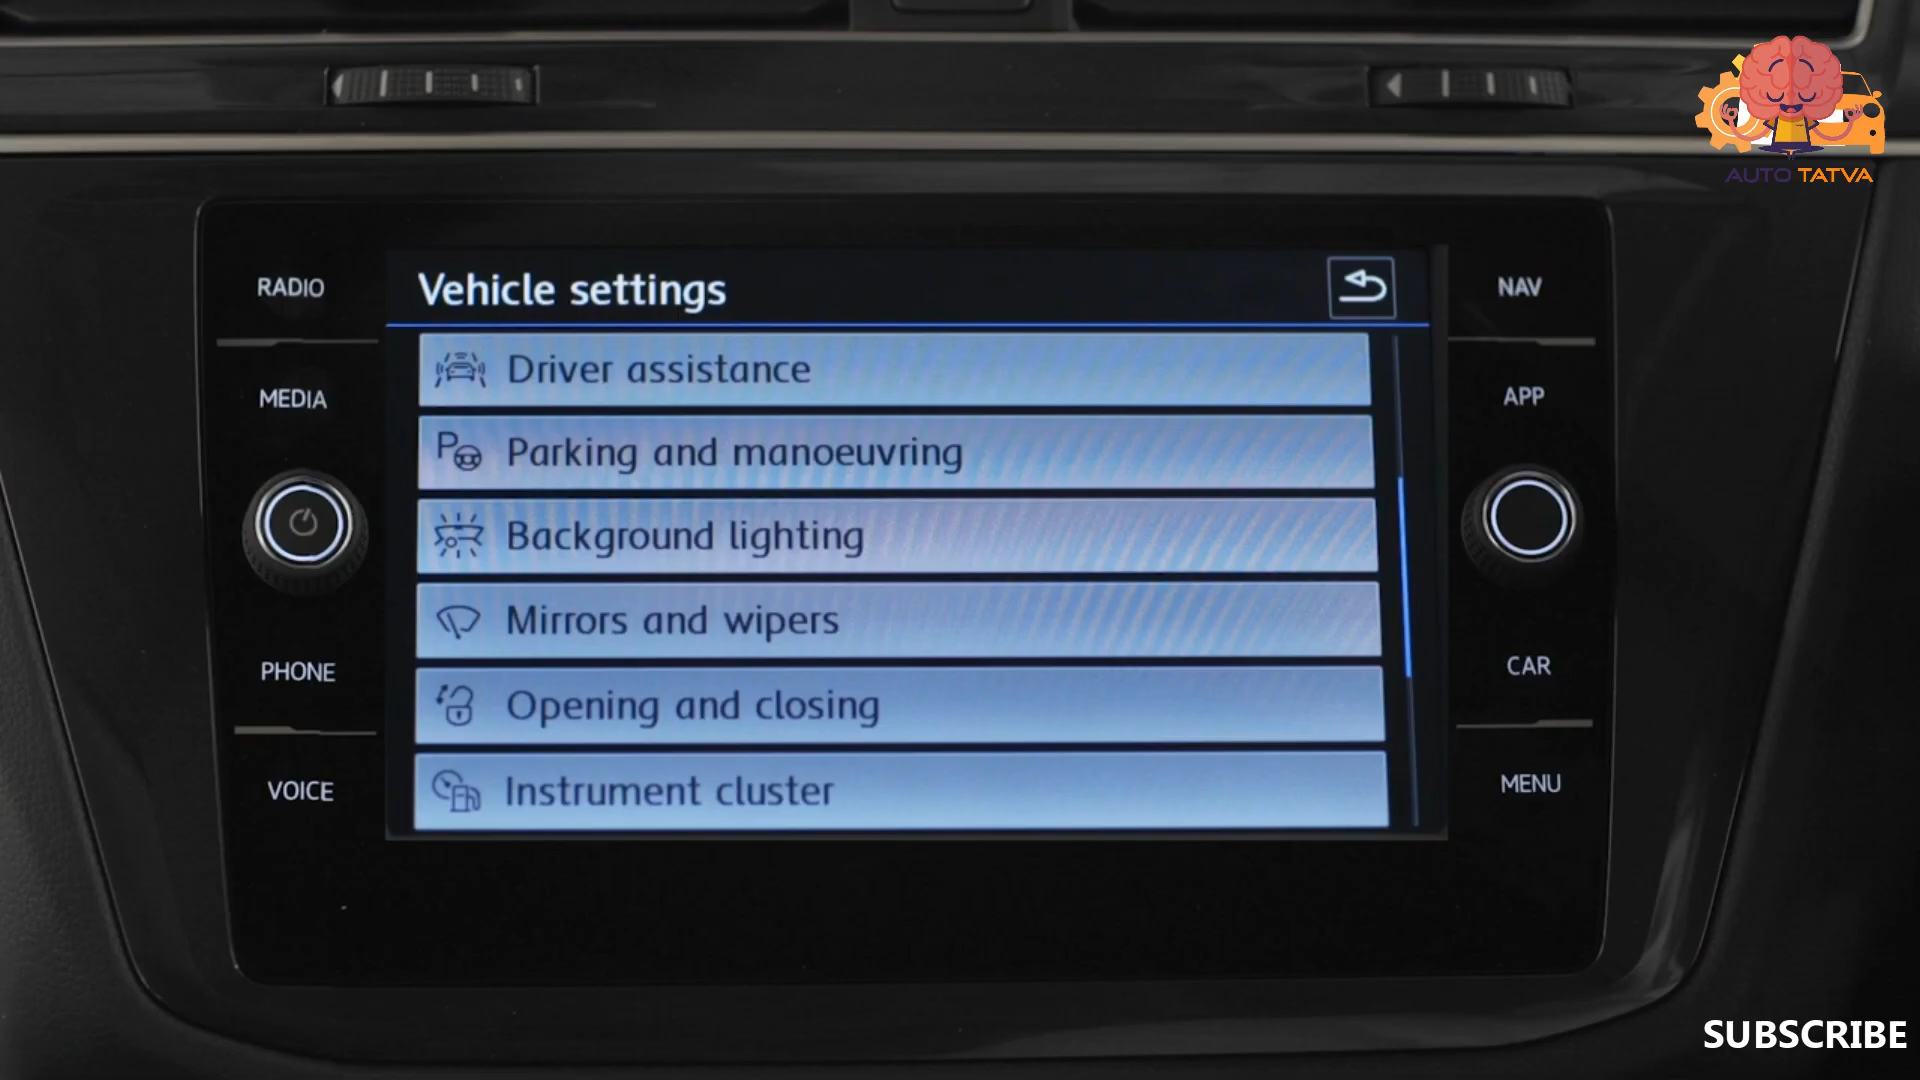 AUTO TATVA
RADIO
MEDIA
PHONE
VOICE
Vehicle settings
Driver assistance
Parking and manoeuvring
Background lighting
Mirrors and wipers
Opening and closing
Instrument cluster
NAV
APP
CAR
MENU
SUBSCRIBE